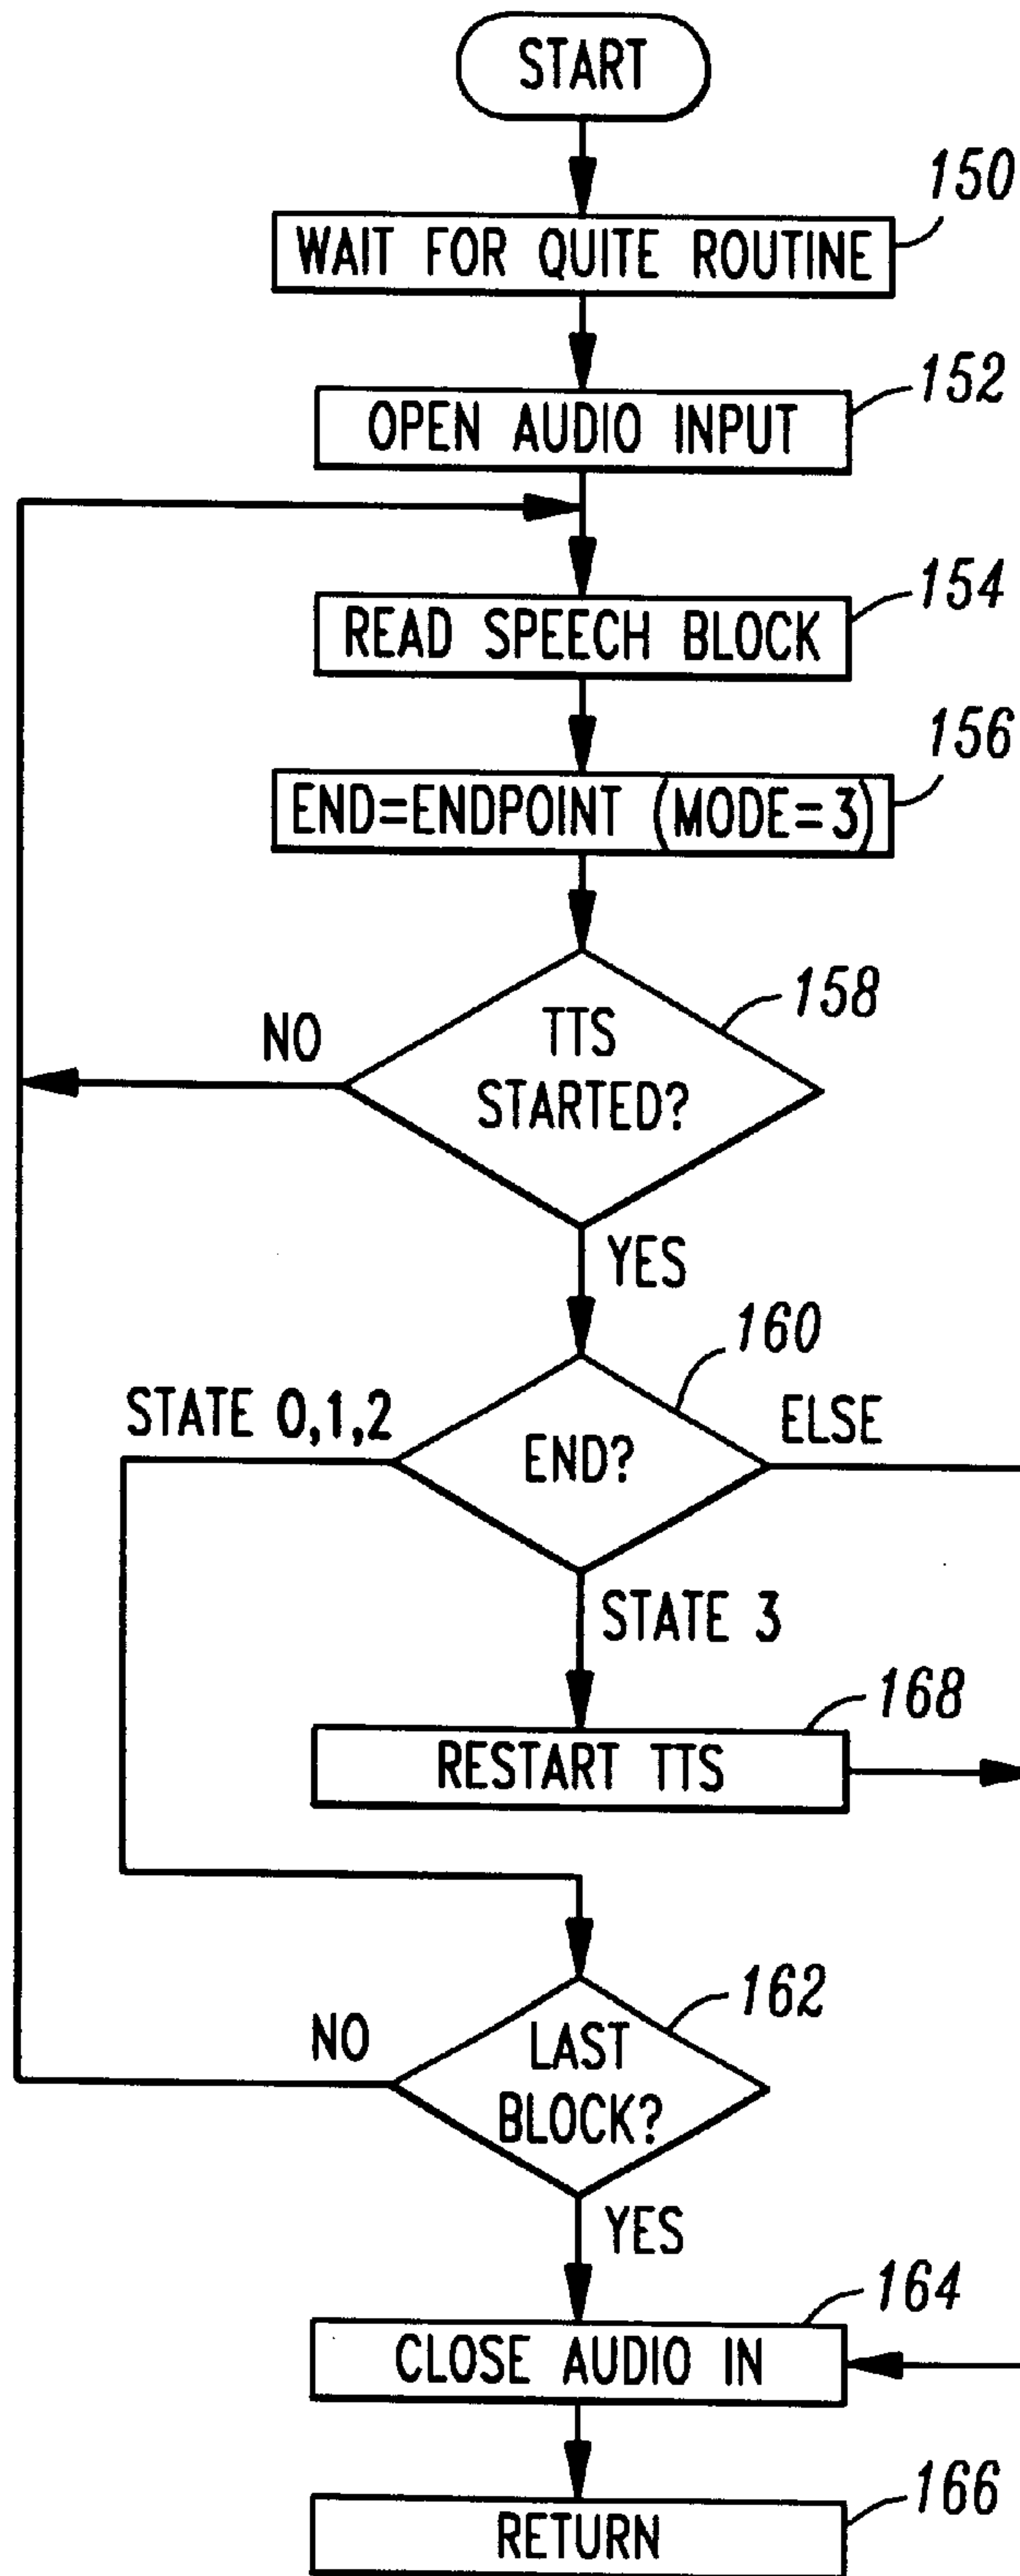 START
150
WAIT FOR QUITE ROUTINE
152
OPEN AUDIO INPUT
154
READ SPEECH BLOCK
156
END=ENDPOINT (MODE=3)
158
NO
TTS
STARTED?
YES
160
STATE 0,1,2
END?
ELSE
STATE 3
168
RESTART TTS
162
NO
LAST
BLOCK?
YES
164
CLOSE AUDIO IN
166
RETURN